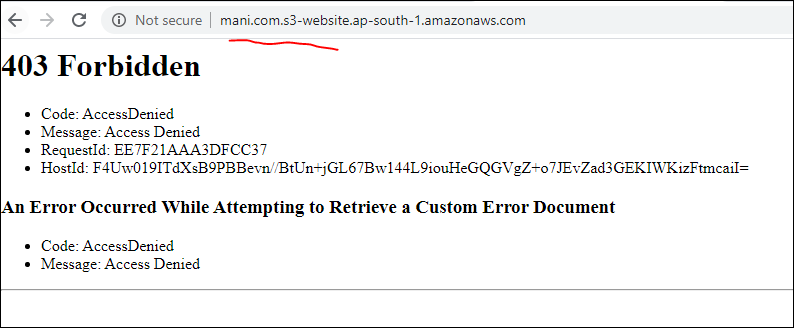 Not secure | mani.com.s3-website.ap-south-1.amazonaws.com
403 Forbidden
• Code: AccessDenied
• Message: Access Denied
• RequestId: EE7F21AAA3DFCC37
• HostId: F4Uw019ITdXsB9PBBevn//BtUn+jGL67Bw144L9iouHeGQGVgZ+o7JEvZad3GEKIWKizFtmcaiI=
An Error Occurred While Attempting to Retrieve a Custom Error Document
• Code: AccessDenied
• Message: Access Denied